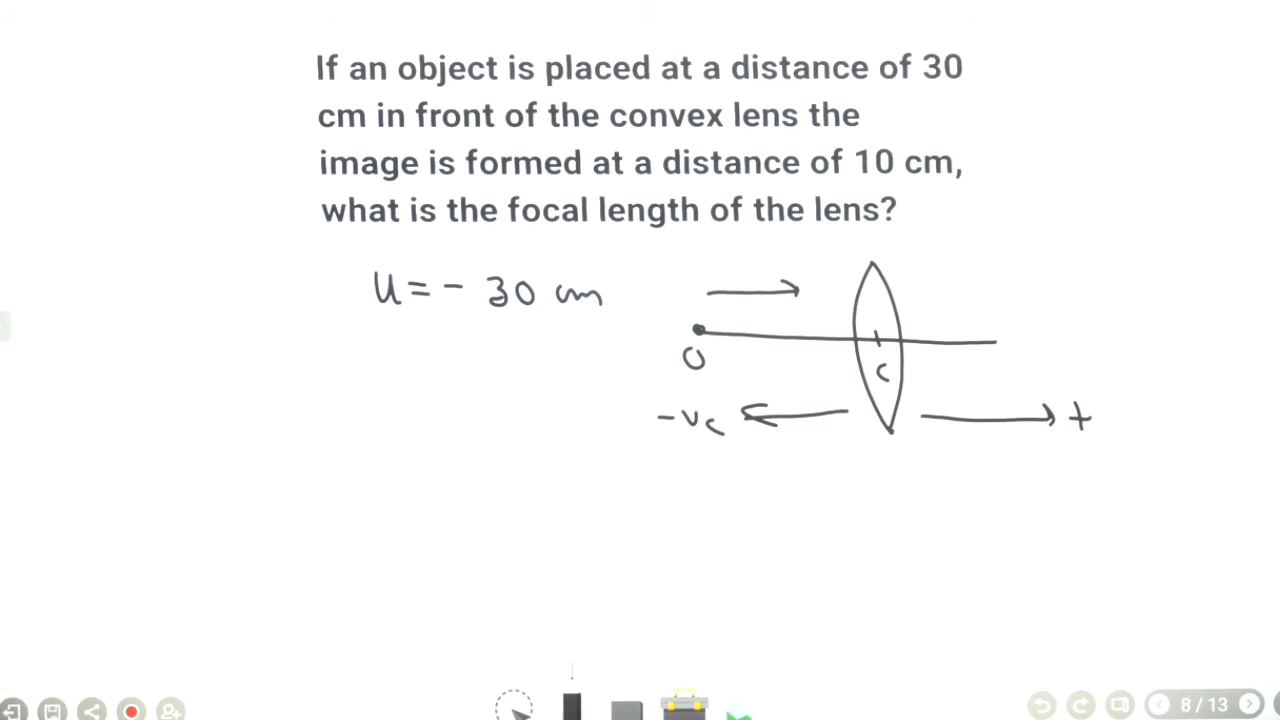 If an object is placed at a distance of 30
cm in front of the convex lens the
image is formed at a distance of 10 cm,
what is the focal length of the lens?
u = - 30 cm
O
C
-ve
+
8 / 13